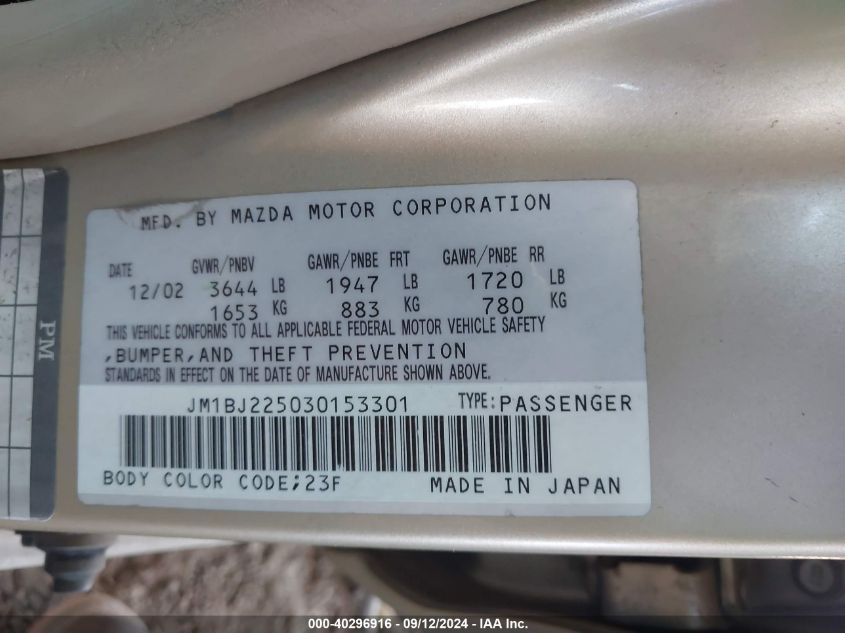 MFD. BY MAZDA MOTOR CORPORATION
DATE GVWR/PNBV GAWR/PNBE FRT GAWR/PNBE RR
12/02 3644 LB 1947 LB 1720 LB
1653 KG 883 KG 780 KG
THIS VEHICLE CONFORMS TO ALL APPLICABLE FEDERAL MOTOR VEHICLE SAFETY
,BUMPER,AND THEFT PREVENTION
STANDARDS IN EFFECT ON THE DATE OF MANUFACTURE SHOWN ABOVE.
JM1BJ225030153301 TYPE:PASSENGER
BODY COLOR CODE;23F MADE IN JAPAN
PM
000-40296916 - 09/12/2024 - IAA Inc.